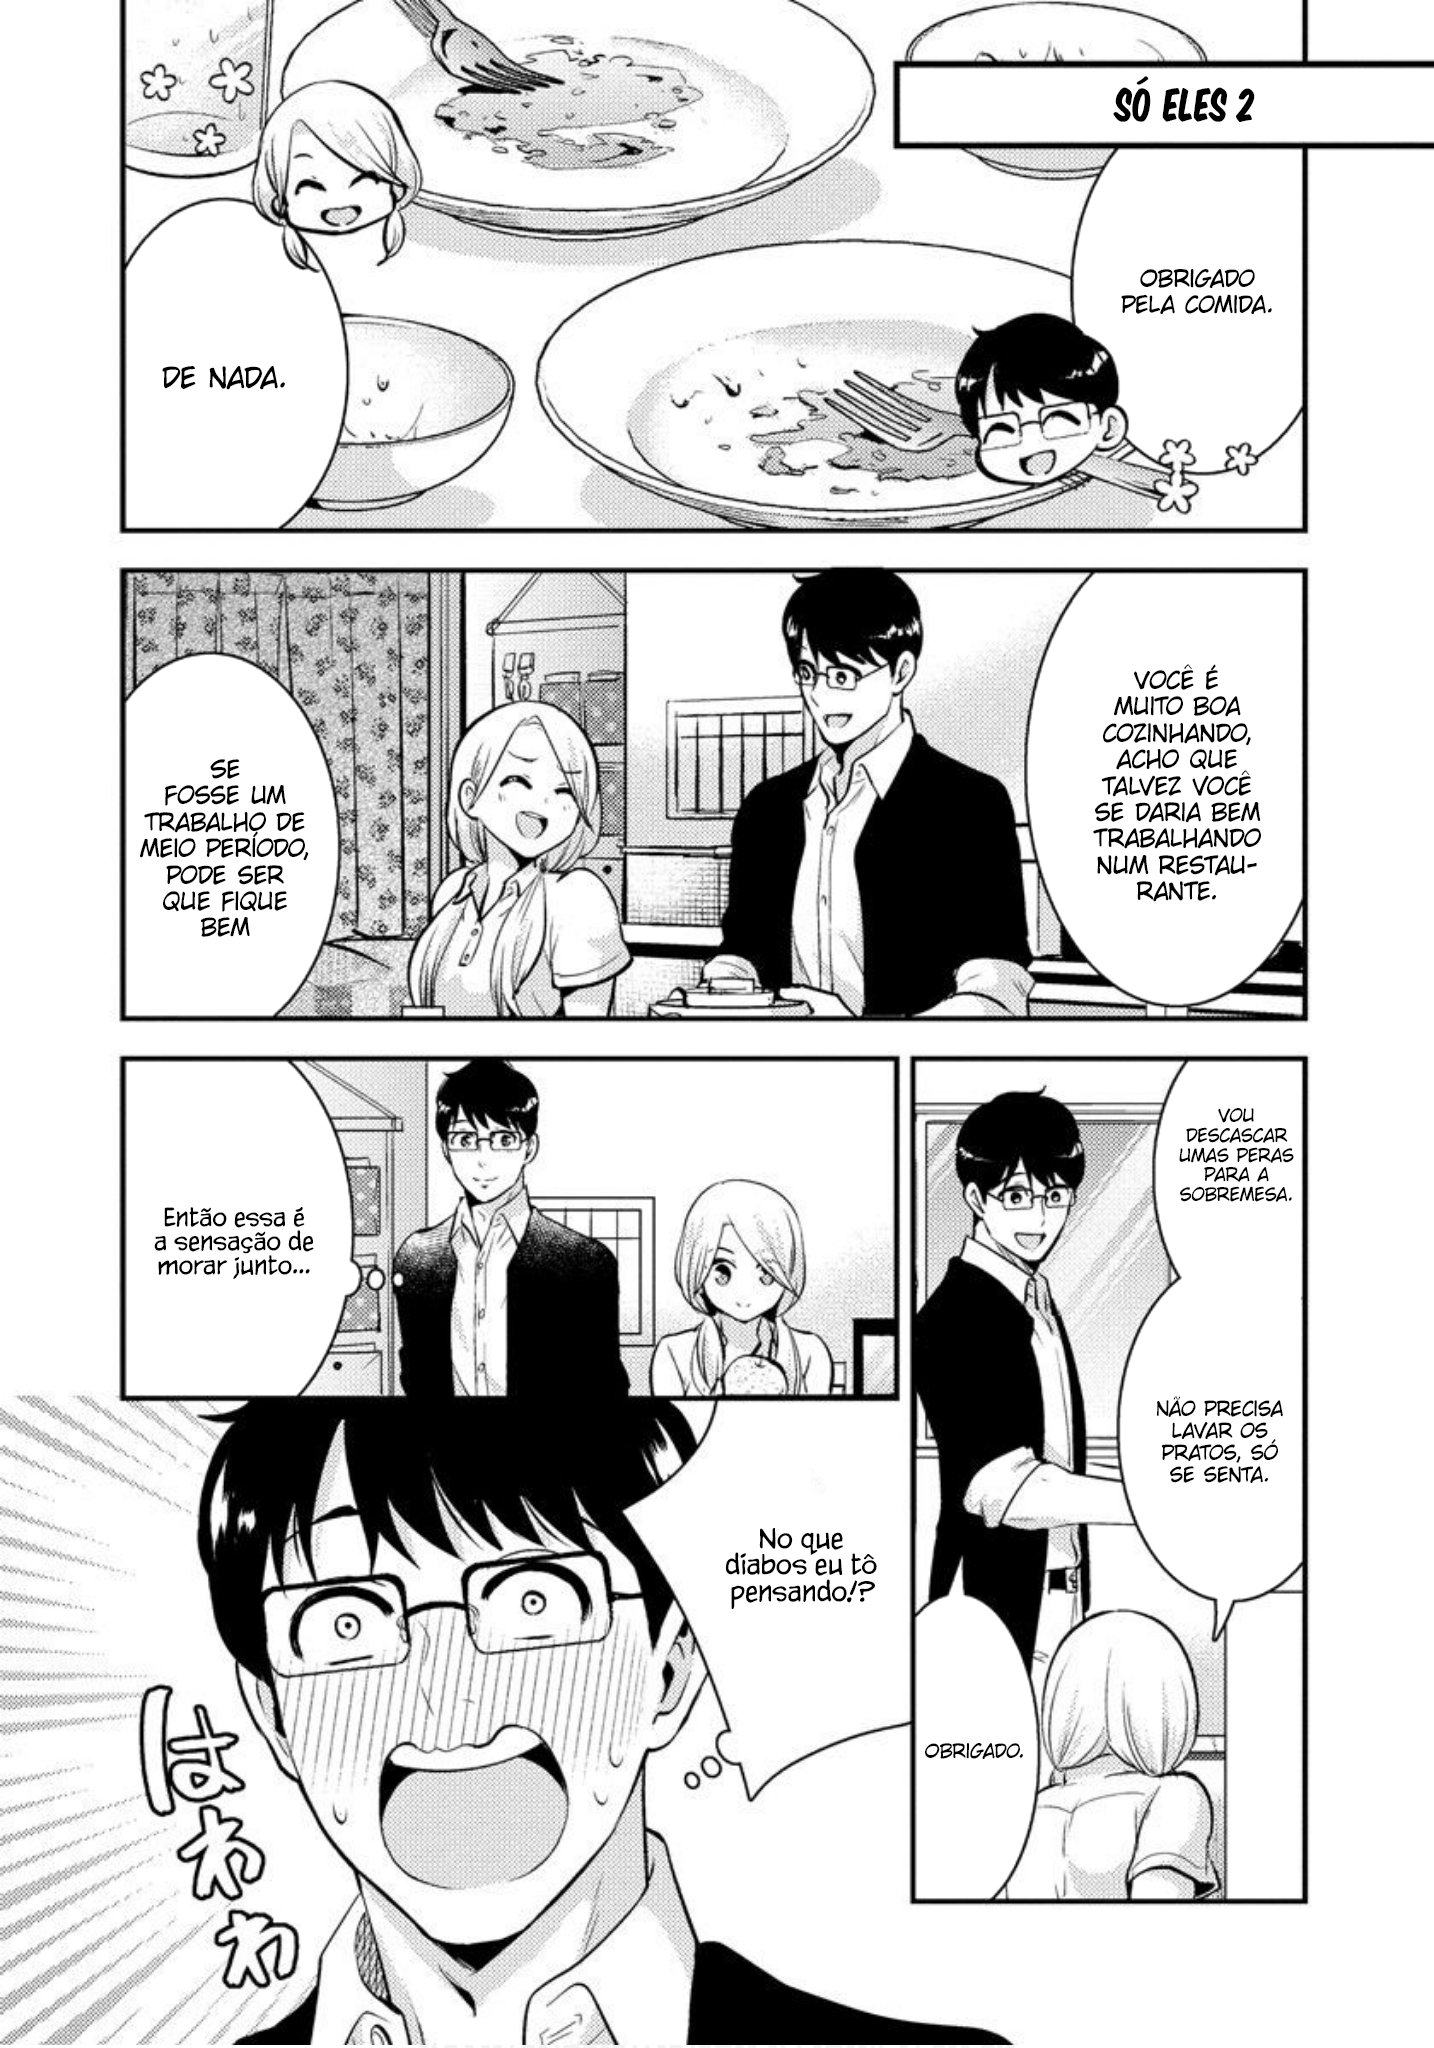 SÓ ELES 2
OBRIGADO
PELA COMIDA.
DE NADA.
VOCÊ É
MUITO BOA
COZINHANDO,
ACHO QUE
TALVEZ VOCÊ
SE DARIA BEM
TRABALHANDO
NUM RESTAU-
RANTE.
SE
FOSSE UM
TRABALHO DE
MEIO PERÍODO,
PODE SER
QUE FIQUE
BEM
VOU
DESCASCAR
UMAS PERAS
PARA A
SOBREMESA.
NÃO PRECISA
LAVAR OS
PRATOS, SÓ
SE SENTA.
OBRIGADO.
Então essa é
a sensação de
morar junto...
No que
diabos eu tô
pensando!?
はわわ